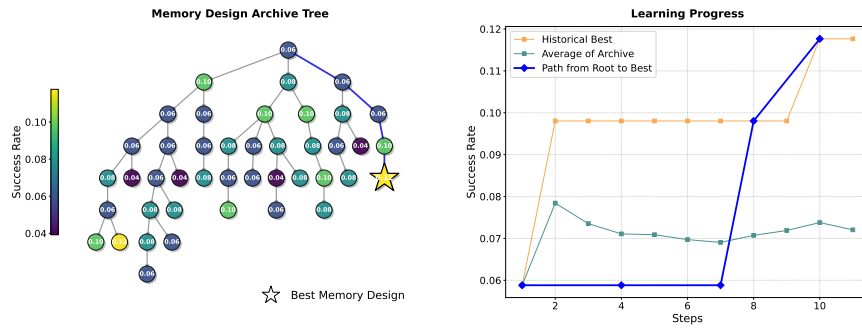 Memory Design Archive Tree
0.06
0.10 0.08 0.06
0.06 0.06 0.10 0.10 0.08 0.06
0.06 0.06 0.06 0.08 0.06 0.08 0.08 0.06 0.04 0.10
0.08 0.04 0.06 0.04 0.08 0.06 0.06 0.04 0.08 0.10 0.08
0.06 0.08 0.08 0.10 0.06 0.08
0.10 0.12 0.08 0.06
0.06
Success Rate
0.10
0.08
0.06
0.04
Best Memory Design
Learning Progress
Historical Best
Average of Archive
Path from Root to Best
Success Rate
0.12
0.11
0.10
0.09
0.08
0.07
0.06
2 4 6 8 10
Steps